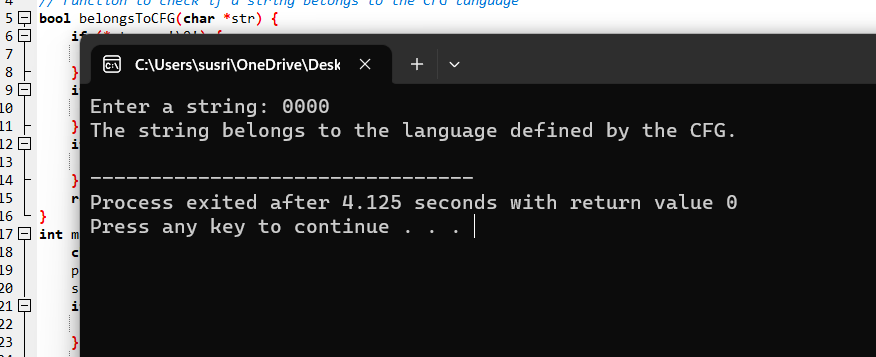 4 // Function to check if a string belongs to the CFG language
5 bool belongsToCFG(char *str) {
6 if
7
8 }
9 i
10
11 }
12 i
13
14 }
15 r
16 }
17 int m
18 c
19 p
20 s
21 i
22
23 }
C:\Users\susri\OneDrive\Desk
Enter a string: 0000
The string belongs to the language defined by the CFG.
--------------------------------
Process exited after 4.125 seconds with return value 0
Press any key to continue . . .